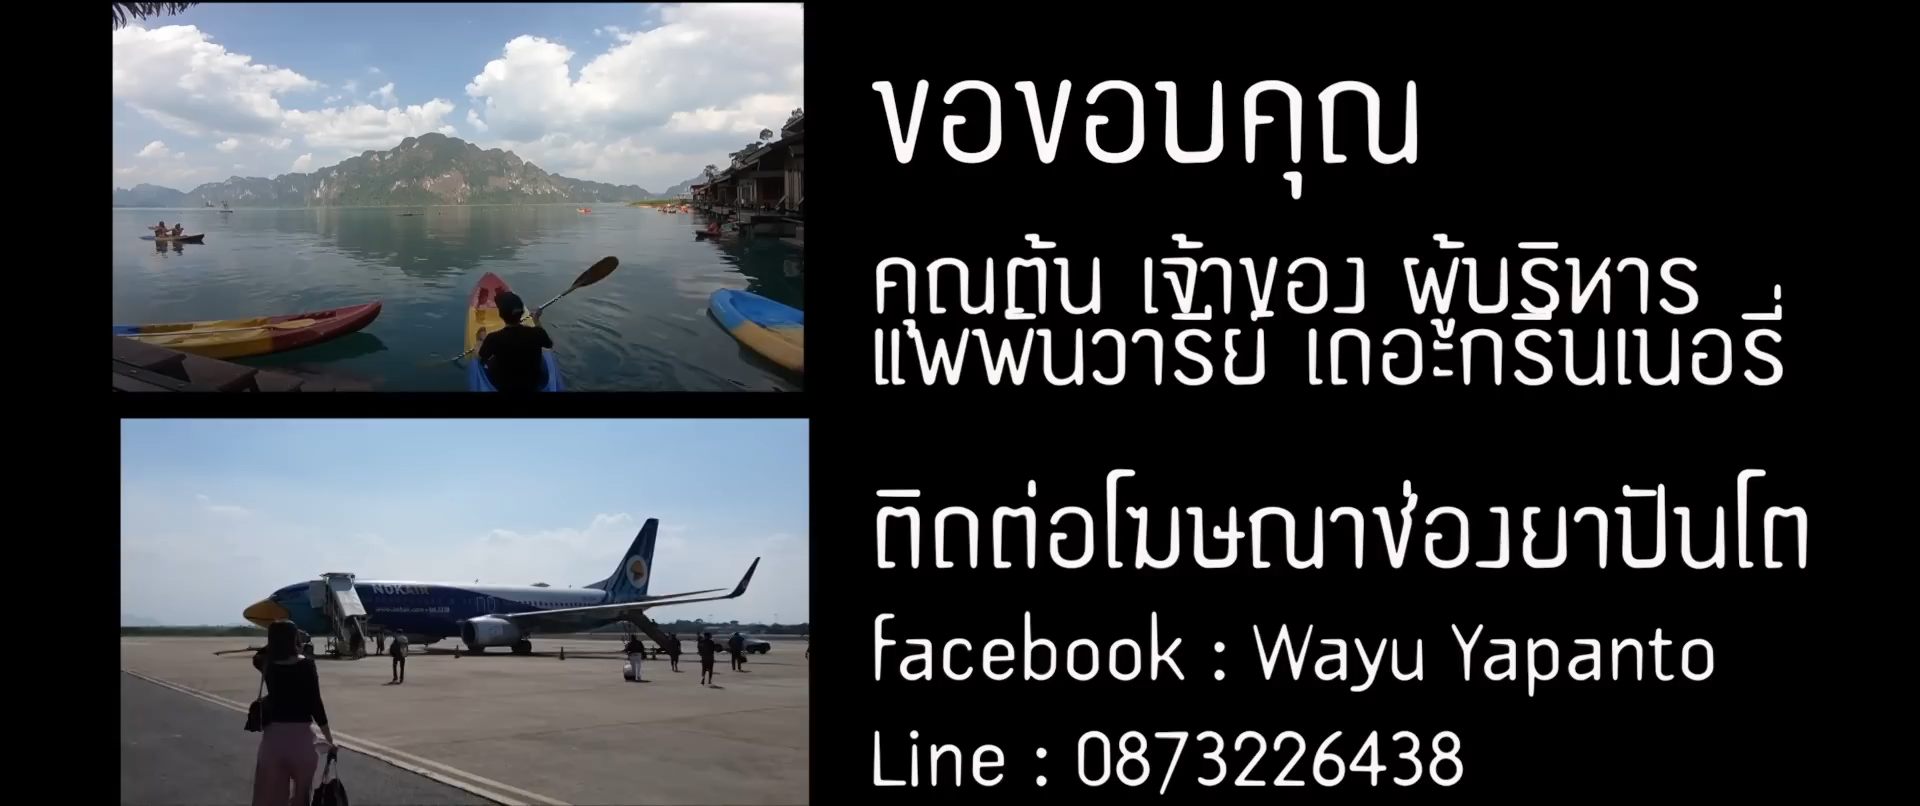 ขอขอบคุณ
คุณต้น เจ้าของ ผู้บริหาร
แพพันวารีย์ เดอะกรีนเนอรี่
ติดต่อโฆษณาช่องยาปันโต
Facebook : Wayu Yapanto
Line : 0873226438
NOKAIR